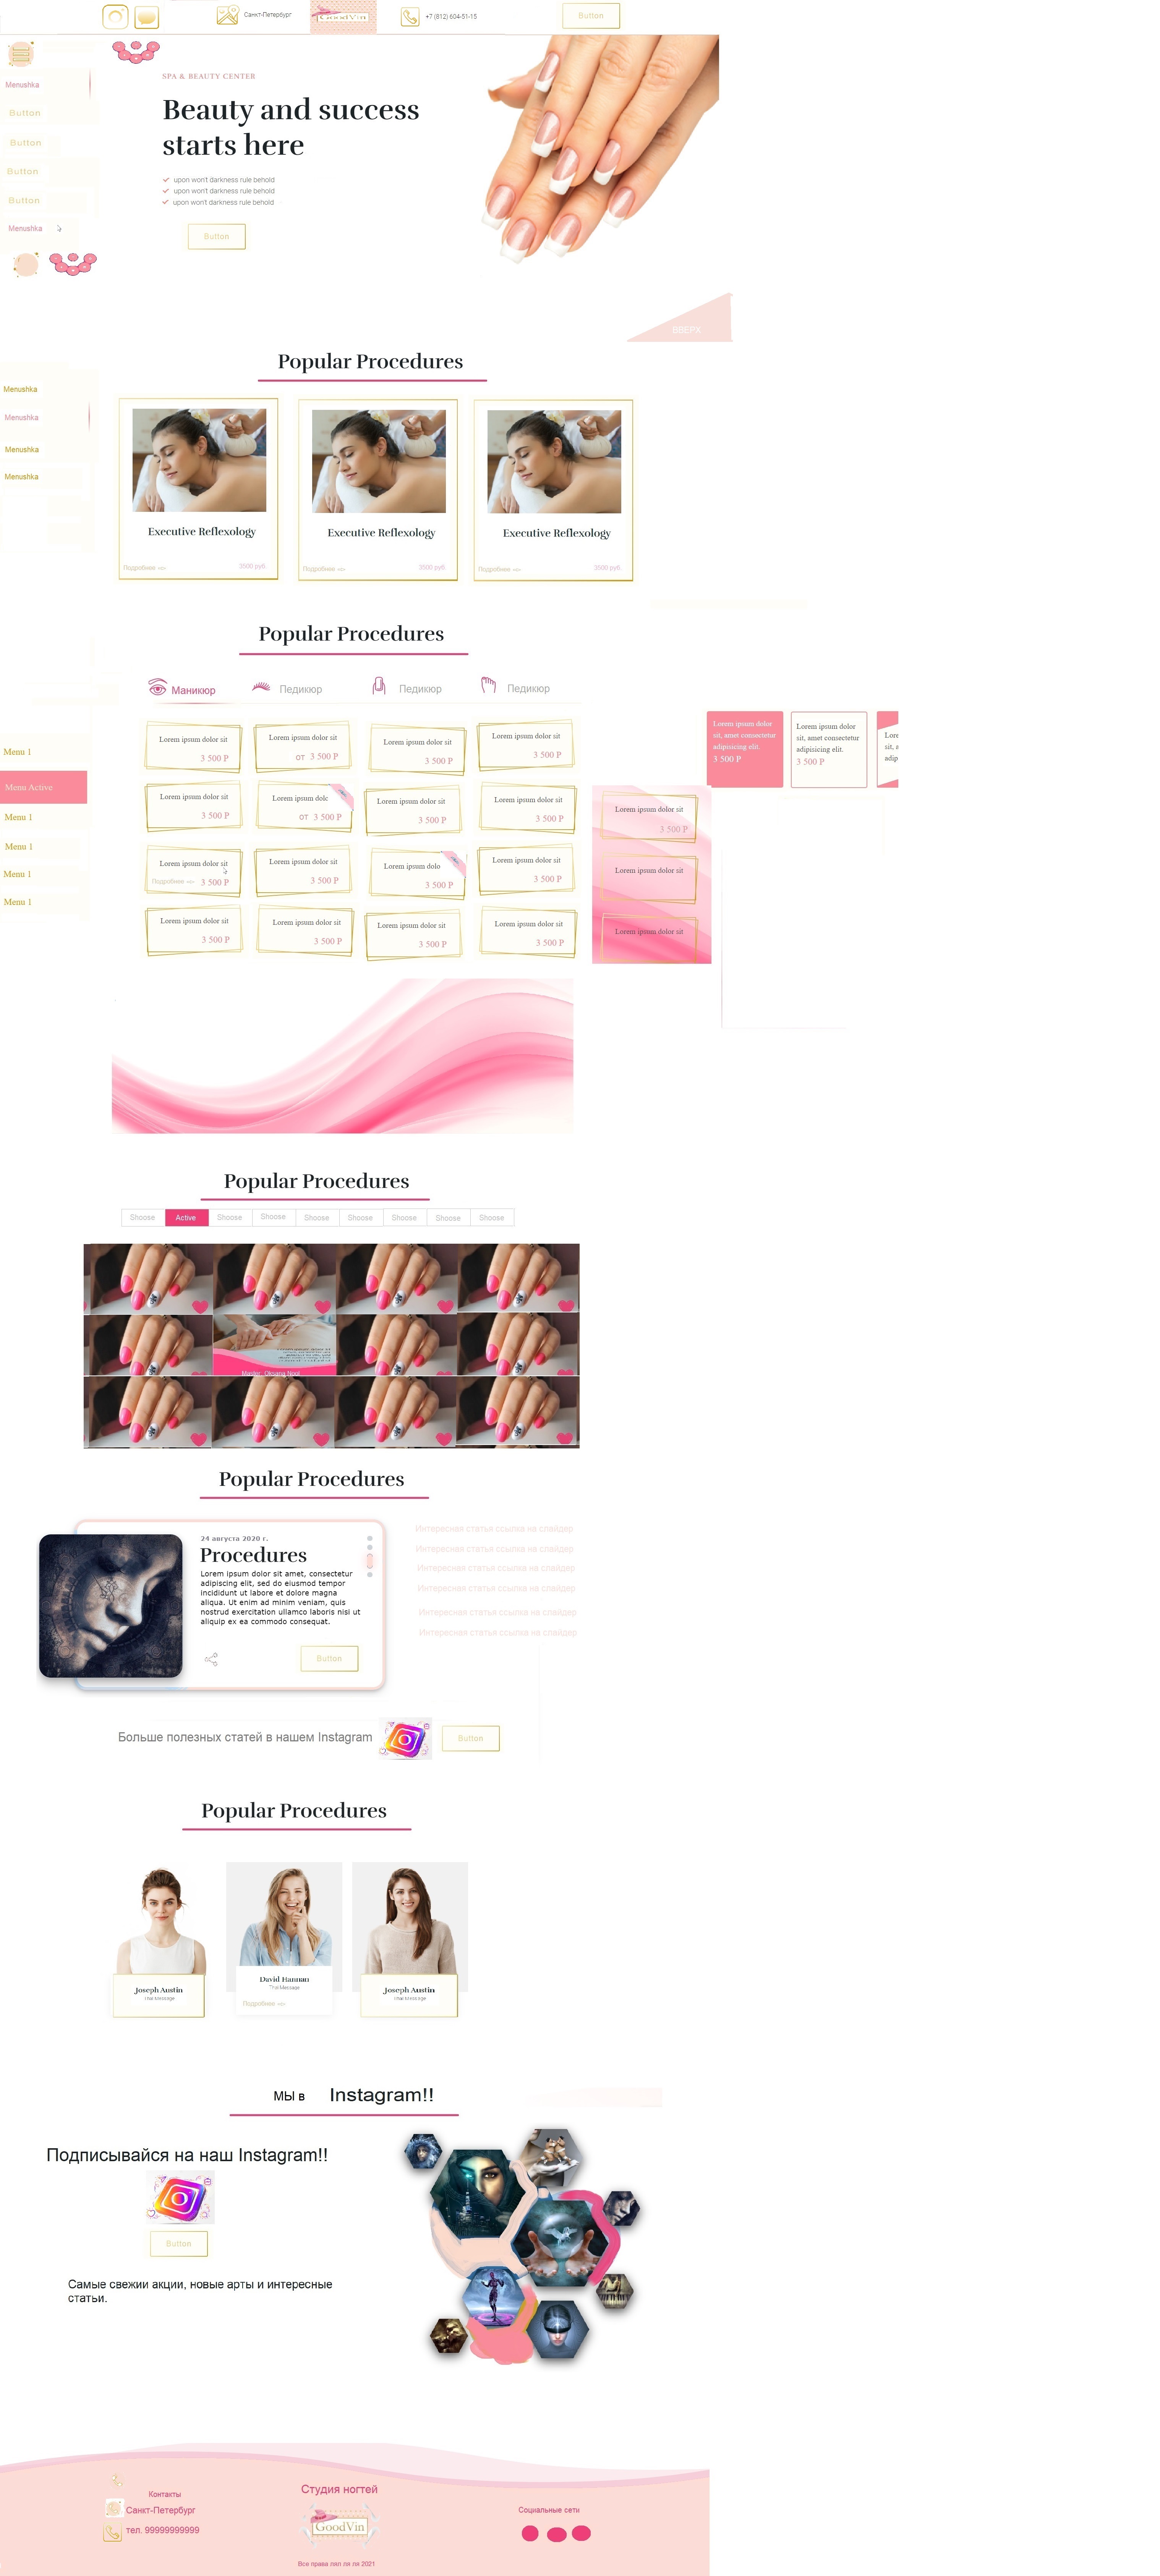 Санкт-Петербург
GoodVin
+7 (812) 604-51-15
Button
Menushka
Button
Button
Button
Button
Menushka
SPA & BEAUTY CENTER
Beauty and success
starts here
upon won't darkness rule behold
upon won't darkness rule behold
upon won't darkness rule behold
Button
ВВЕРХ
Popular Procedures
Menushka
Menushka
Menushka
Menushka
Executive Reflexology
Подробнее
3500 руб.
Executive Reflexology
Подробнее
3500 руб.
Executive Reflexology
Подробнее
3500 руб.
Popular Procedures
Маникюр
Педикюр
Педикюр
Педикюр
Menu 1
Menu Active
Menu 1
Menu 1
Menu 1
Menu 1
Lorem ipsum dolor sit
3 500 Р
Lorem ipsum dolor sit
от 3 500 Р
Lorem ipsum dolor sit
3 500 Р
Lorem ipsum dolor sit
3 500 Р
Lorem ipsum dolor sit
3 500 Р
Lorem ipsum dolc
от 3 500 Р
Lorem ipsum dolor sit
3 500 Р
Lorem ipsum dolor sit
3 500 Р
Lorem ipsum dolor sit
Подробнее
3 500 Р
Lorem ipsum dolor sit
3 500 Р
Lorem ipsum dolo
3 500 Р
Lorem ipsum dolor sit
3 500 Р
Lorem ipsum dolor sit
3 500 Р
Lorem ipsum dolor sit
3 500 Р
Lorem ipsum dolor sit
3 500 Р
Lorem ipsum dolor sit
3 500 Р
Lorem ipsum dolor sit
3 500 Р
Lorem ipsum dolor sit
Lorem ipsum dolor sit
Lorem ipsum dolor
sit, amet consectetur
adipisicing elit.
3 500 Р
Lorem ipsum dolor
sit, amet consectetur
adipisicing elit.
3 500 Р
Lore
sit, a
adip
Popular Procedures
Shoose
Active
Shoose
Shoose
Shoose
Shoose
Shoose
Shoose
Shoose
Popular Procedures
24 августа 2020 г.
Procedures
Lorem ipsum dolor sit amet, consectetur
adipiscing elit, sed do eiusmod tempor
incididunt ut labore et dolore magna
aliqua. Ut enim ad minim veniam, quis
nostrud exercitation ullamco laboris nisi ut
aliquip ex ea commodo consequat.
Button
Интересная статья ссылка на слайдер
Интересная статья ссылка на слайдер
Интересная статья ссылка на слайдер
Интересная статья ссылка на слайдер
Интересная статья ссылка на слайдер
Интересная статья ссылка на слайдер
Больше полезных статей в нашем Instagram
Button
Popular Procedures
Joseph Austin
Thai Message
David Hannan
Thai Message
Подробнее
Joseph Austin
Thai Message
МЫ в Instagram!!
Подписывайся на наш Instagram!!
Button
Самые свежии акции, новые арты и интересные
статьи.
Контакты
Санкт-Петербург
тел. 99999999999
Студия ногтей
GoodVin
Все права лял ля ля 2021
Социальные сети